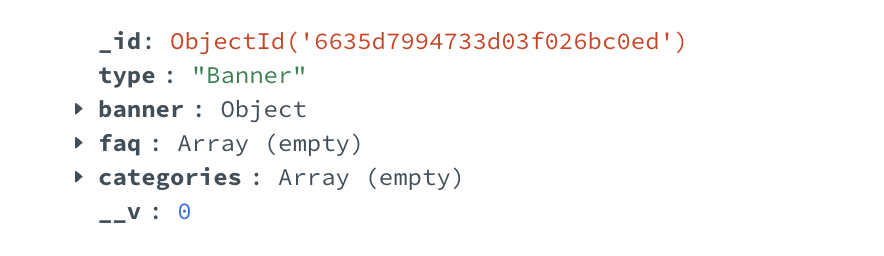 _id: ObjectId('6635d7994733d03f026bc0ed')
type : "Banner"
banner : Object
faq : Array (empty)
categories : Array (empty)
__v : 0